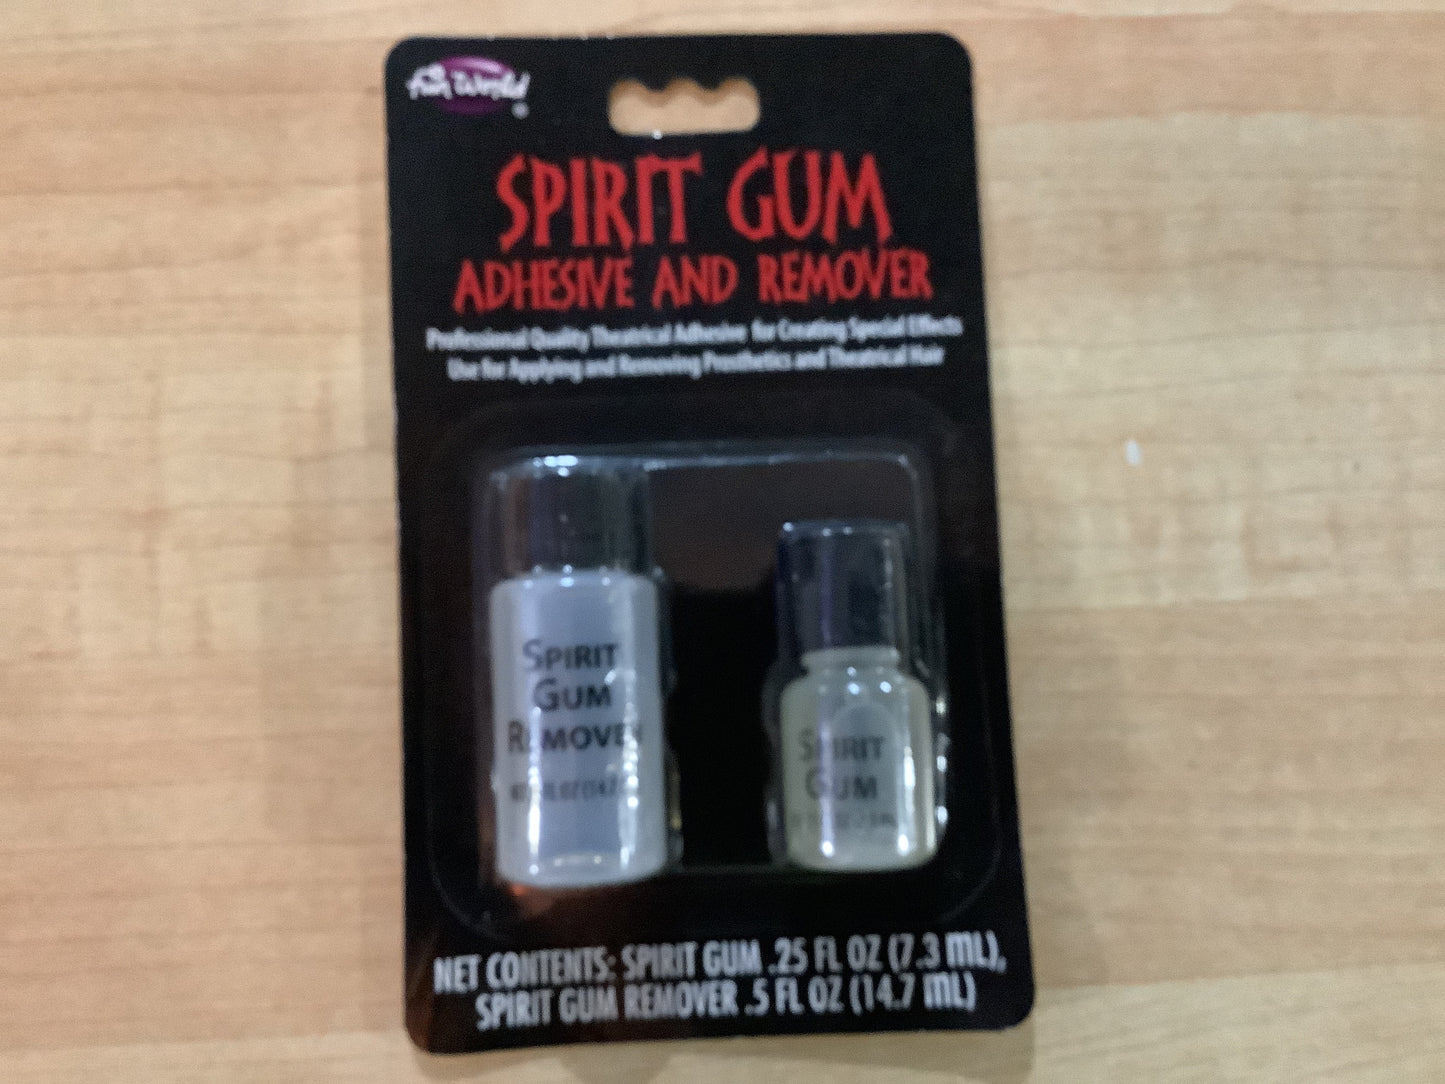 fun world
SPIRIT GUM
ADHESIVE AND REMOVER
Professional Quality Theatrical Adhesive for Creating Special Effects
Use for Applying and Removing Prosthetics and Theatrical Hair
SPIRIT
GUM
REMOVER
SPIRIT
GUM
NET CONTENTS: SPIRIT GUM .25 FL OZ (7.3 ML),
SPIRIT GUM REMOVER .5 FL OZ (14.7 ML)